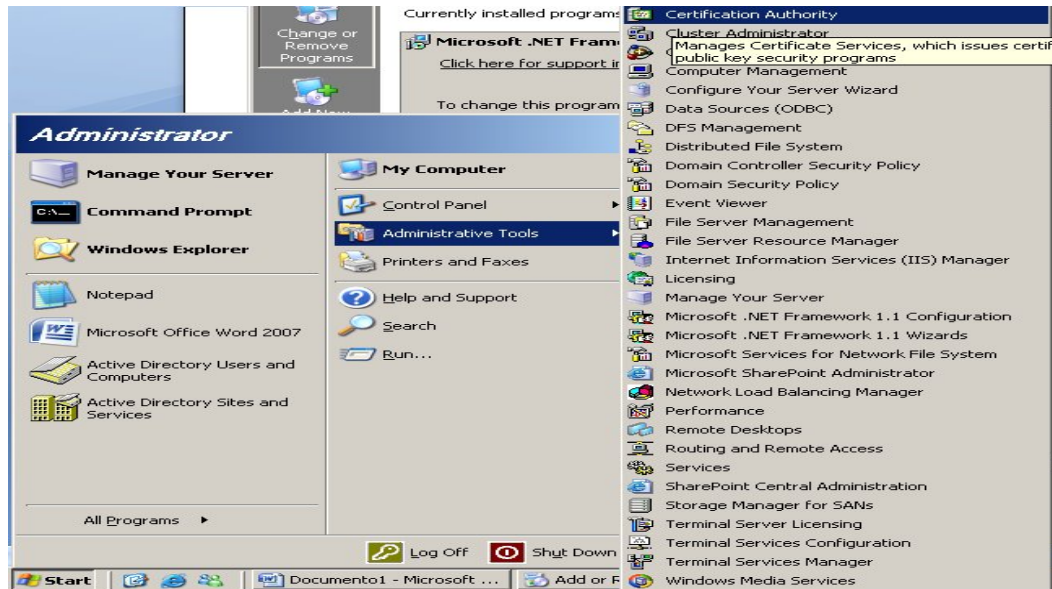 Currently installed programs
Change or
Remove
Programs
Microsoft .NET Fram
Click here for support in
To change this program
Add New
Administrator
Manage Your Server
C:\_
Command Prompt
Windows Explorer
Notepad
Microsoft Office Word 2007
Active Directory Users and
Computers
Active Directory Sites and
Services
All Programs
My Computer
Control Panel
Administrative Tools
Printers and Faxes
Help and Support
Search
Run...
Log Off
Shut Down
Start
Documento1 - Microsoft ...
Add or R
Certification Authority
Cluster Administrator
Manages Certificate Services, which issues certif
public key security programs
Computer Management
Configure Your Server Wizard
Data Sources (ODBC)
DFS Management
Distributed File System
Domain Controller Security Policy
Domain Security Policy
Event Viewer
File Server Management
File Server Resource Manager
Internet Information Services (IIS) Manager
Licensing
Manage Your Server
Microsoft .NET Framework 1.1 Configuration
Microsoft .NET Framework 1.1 Wizards
Microsoft Services for Network File System
Microsoft SharePoint Administrator
Network Load Balancing Manager
Performance
Remote Desktops
Routing and Remote Access
Services
SharePoint Central Administration
Storage Manager for SANs
Terminal Server Licensing
Terminal Services Configuration
Terminal Services Manager
Windows Media Services